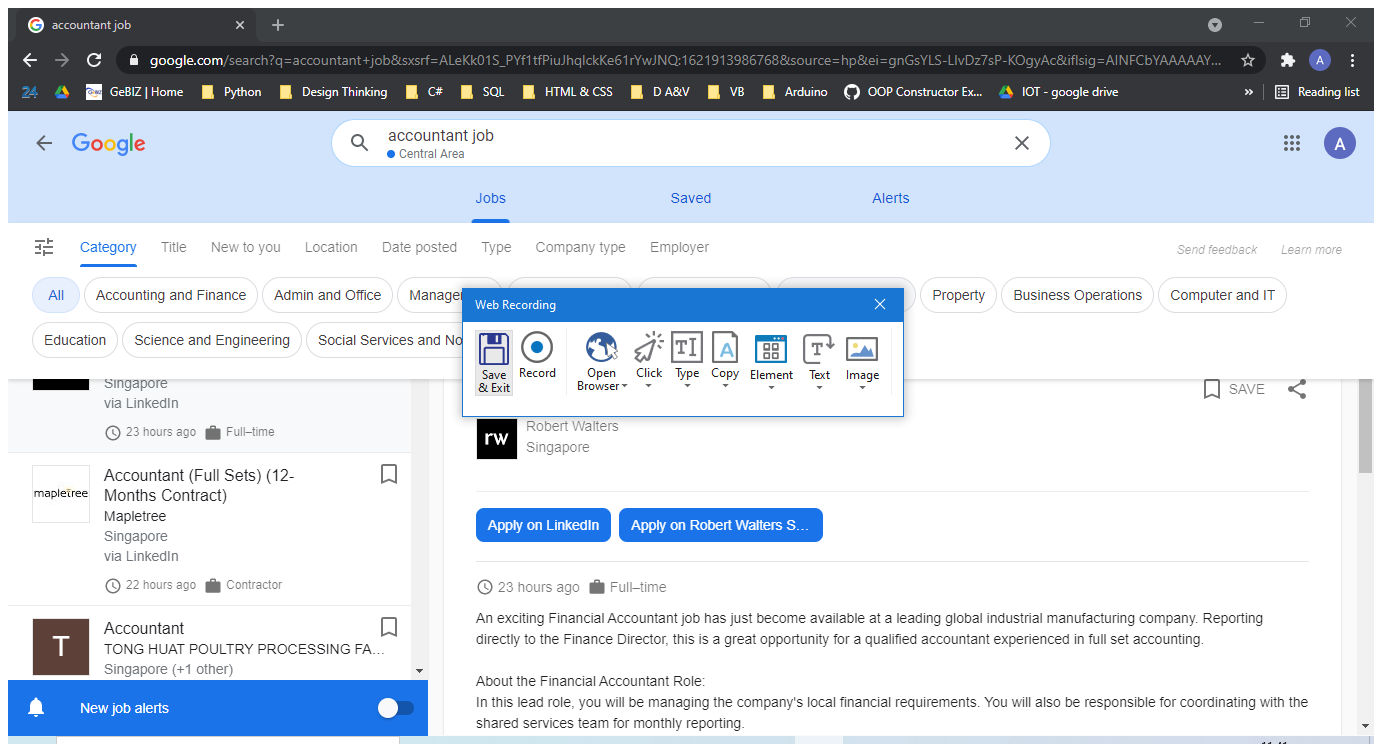 accountant job
google.com/search?q=accountant+job&sxsrf=ALeKk01S_PYf1tfPiuJhqIckKe61rYwJNQ:1621913986768&source=hp&ei=gnGsYLS-LIvDz7sP-KOgyAc&iflsig=AINFCbYAAAAAY...
A
24
GeBIZ | Home
Python
Design Thinking
C#
SQL
HTML & CSS
D A&V
VB
Arduino
OOP Constructor Ex...
IOT - google drive
»
Reading list
Google
accountant job
Central Area
A
Jobs
Saved
Alerts
Category
Title
New to you
Location
Date posted
Type
Company type
Employer
Send feedback
Learn more
All
Accounting and Finance
Admin and Office
Property
Business Operations
Computer and IT
Education
Science and Engineering
Social Services and No
Web Recording
Save & Exit
Record
Open Browser
Click
Type
Copy
Element
Text
Image
Singapore
via LinkedIn
23 hours ago
Full–time
mapletree
Accountant (Full Sets) (12-
Months Contract)
Mapletree
Singapore
via LinkedIn
22 hours ago
Contractor
T
Accountant
TONG HUAT POULTRY PROCESSING FA...
Singapore (+1 other)
New job alerts
SAVE
rw
Robert Walters
Singapore
Apply on LinkedIn
Apply on Robert Walters S...
23 hours ago
Full–time
An exciting Financial Accountant job has just become available at a leading global industrial manufacturing company. Reporting
directly to the Finance Director, this is a great opportunity for a qualified accountant experienced in full set accounting.
About the Financial Accountant Role:
In this lead role, you will be managing the company's local financial requirements. You will also be responsible for coordinating with the
shared services team for monthly reporting.